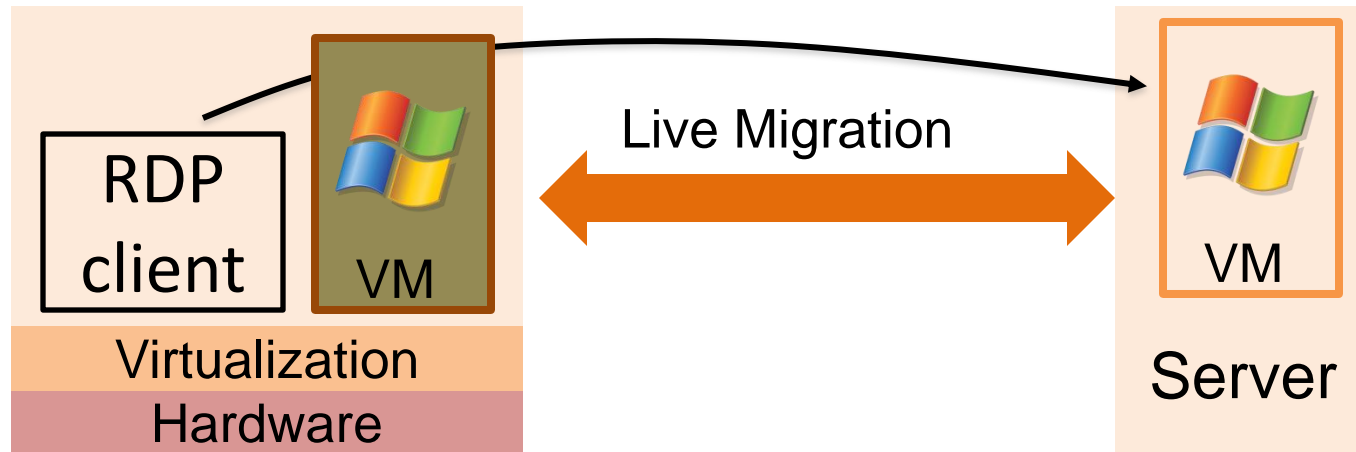 Live Migration
RDP
client
VM
VM
Virtualization
Server
Hardware